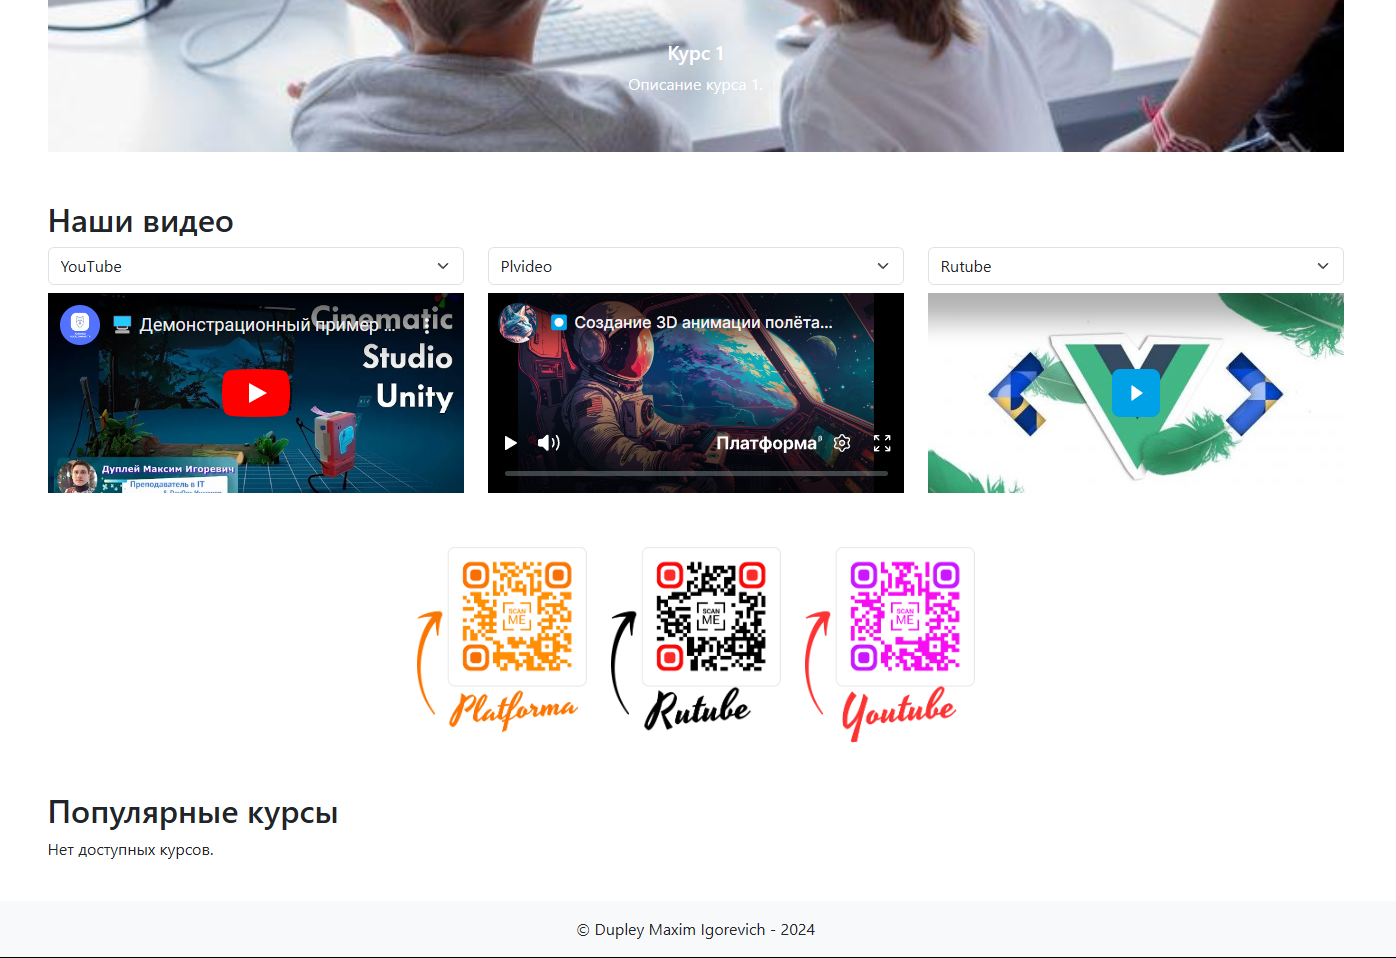 Курс 1
Описание курса 1.
Наши видео
YouTube
Plvideo
Rutube
Демонстрационный пример ...
Cinematic
Studio
Unity
Дуплей Максим Игоревич
Преподаватель в IT
Создание 3D анимации полёта...
Платформа
SCAN
ME
Platforma
SCAN
ME
Rutube
SCAN
ME
Youtube
Популярные курсы
Нет доступных курсов.
© Dupley Maxim Igorevich - 2024